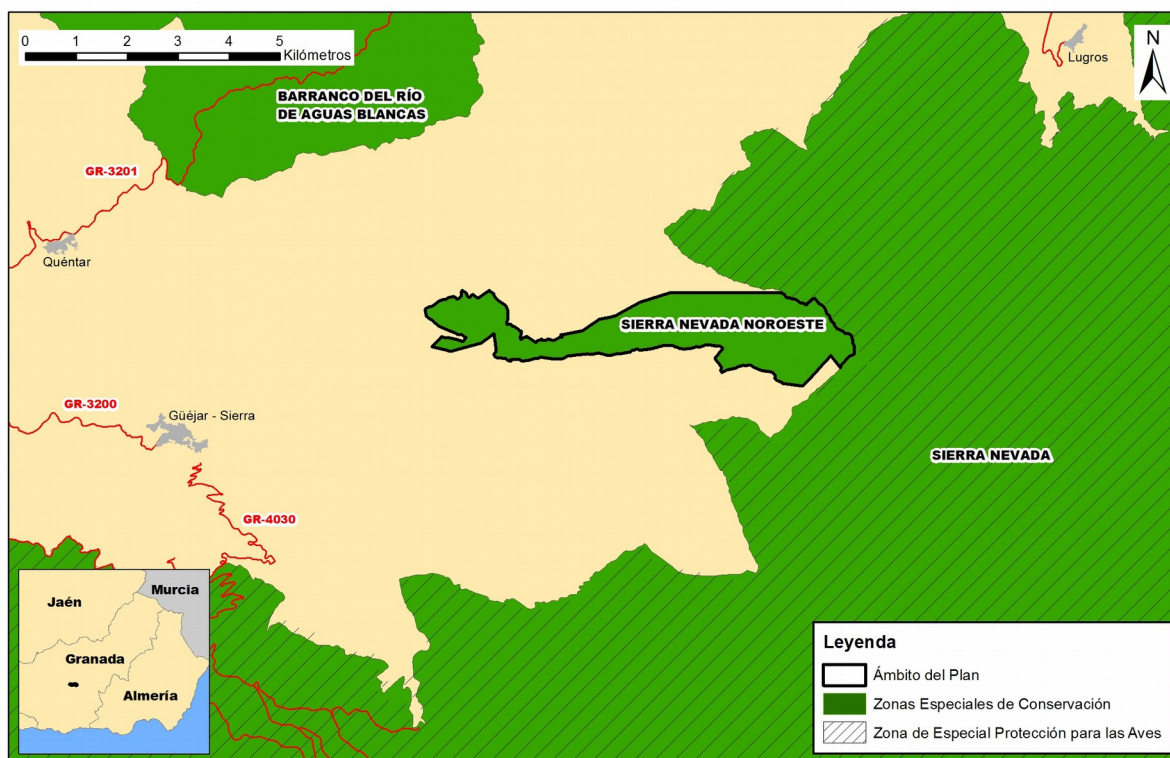 0 1 2 3 4 5
Kilómetros
N
Lugros
BARRANCO DEL RÍO
DE AGUAS BLANCAS
GR-3201
Quéntar
SIERRA NEVADA NOROESTE
GR-3200
Güéjar - Sierra
SIERRA NEVADA
GR-4030
Jaén
Murcia
Granada
Almería
Leyenda
Ámbito del Plan
Zonas Especiales de Conservación
Zona de Especial Protección para las Aves